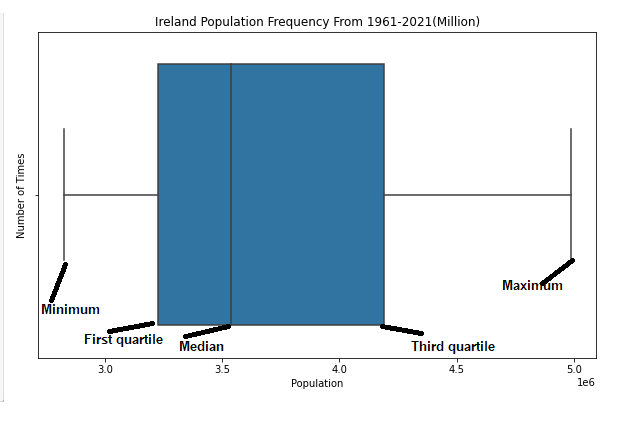 Ireland Population Frequency From 1961-2021(Million)
Number of Times
Minimum
First quartile
Median
Third quartile
Maximum
3.0 3.5 4.0 4.5 5.0
1e6
Population